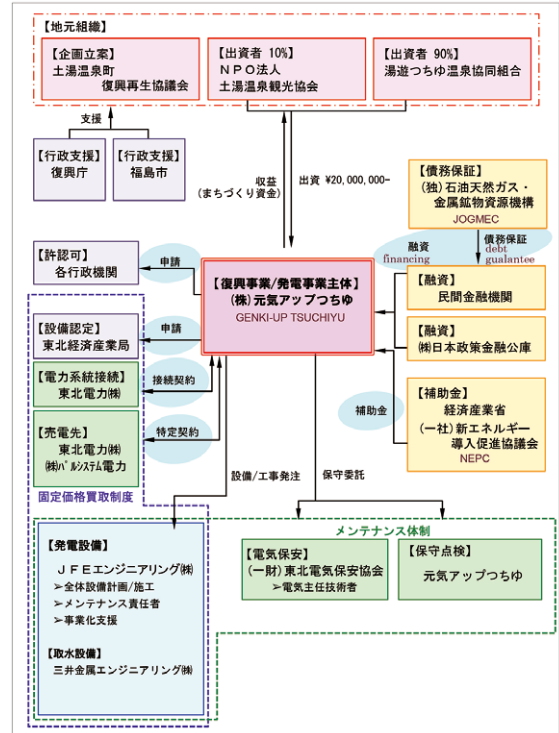 【地元組織】
【企画立案】
土湯温泉町
復興再生協議会
【出資者 10%】
NPO法人
土湯温泉観光協会
【出資者 90%】
湯遊つちゆ温泉協同組合
支援
【行政支援】
復興庁
【行政支援】
福島市
収益
(まちづくり資金)
出資 ¥20,000,000-
【債務保証】
(独)石油天然ガス・
金属鉱物資源機構
JOGMEC
融資
financing
債務保証
debt
gualantee
【許認可】
各行政機関
申請
【復興事業/発電事業主体】
(株)元気アップつちゆ
GENKI-UP TSUCHIYU
【融資】
民間金融機関
【設備認定】
東北経済産業局
申請
【融資】
㈱日本政策金融公庫
【電力系統接続】
東北電力㈱
接続契約
【売電先】
東北電力㈱
㈱パルシステム電力
特定契約
補助金
【補助金】
経済産業省
(一社)新エネルギー
導入促進協議会
NEPC
固定価格買取制度
設備/工事発注
保守委託
メンテナンス体制
【発電設備】
JFEエンジニアリング㈱
➢全体設備計画/施工
➢メンテナンス責任者
➢事業化支援
【取水設備】
三井金属エンジニアリング㈱
【電気保安】
(一財)東北電気保安協会
➢電気主任技術者
【保守点検】
元気アップつちゆ